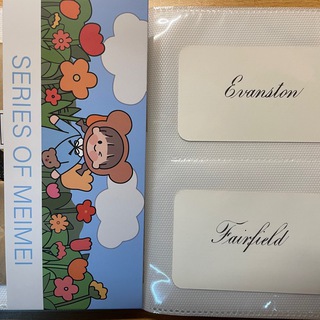 SERIES OF MEIMEI
Evanston
Fairfield